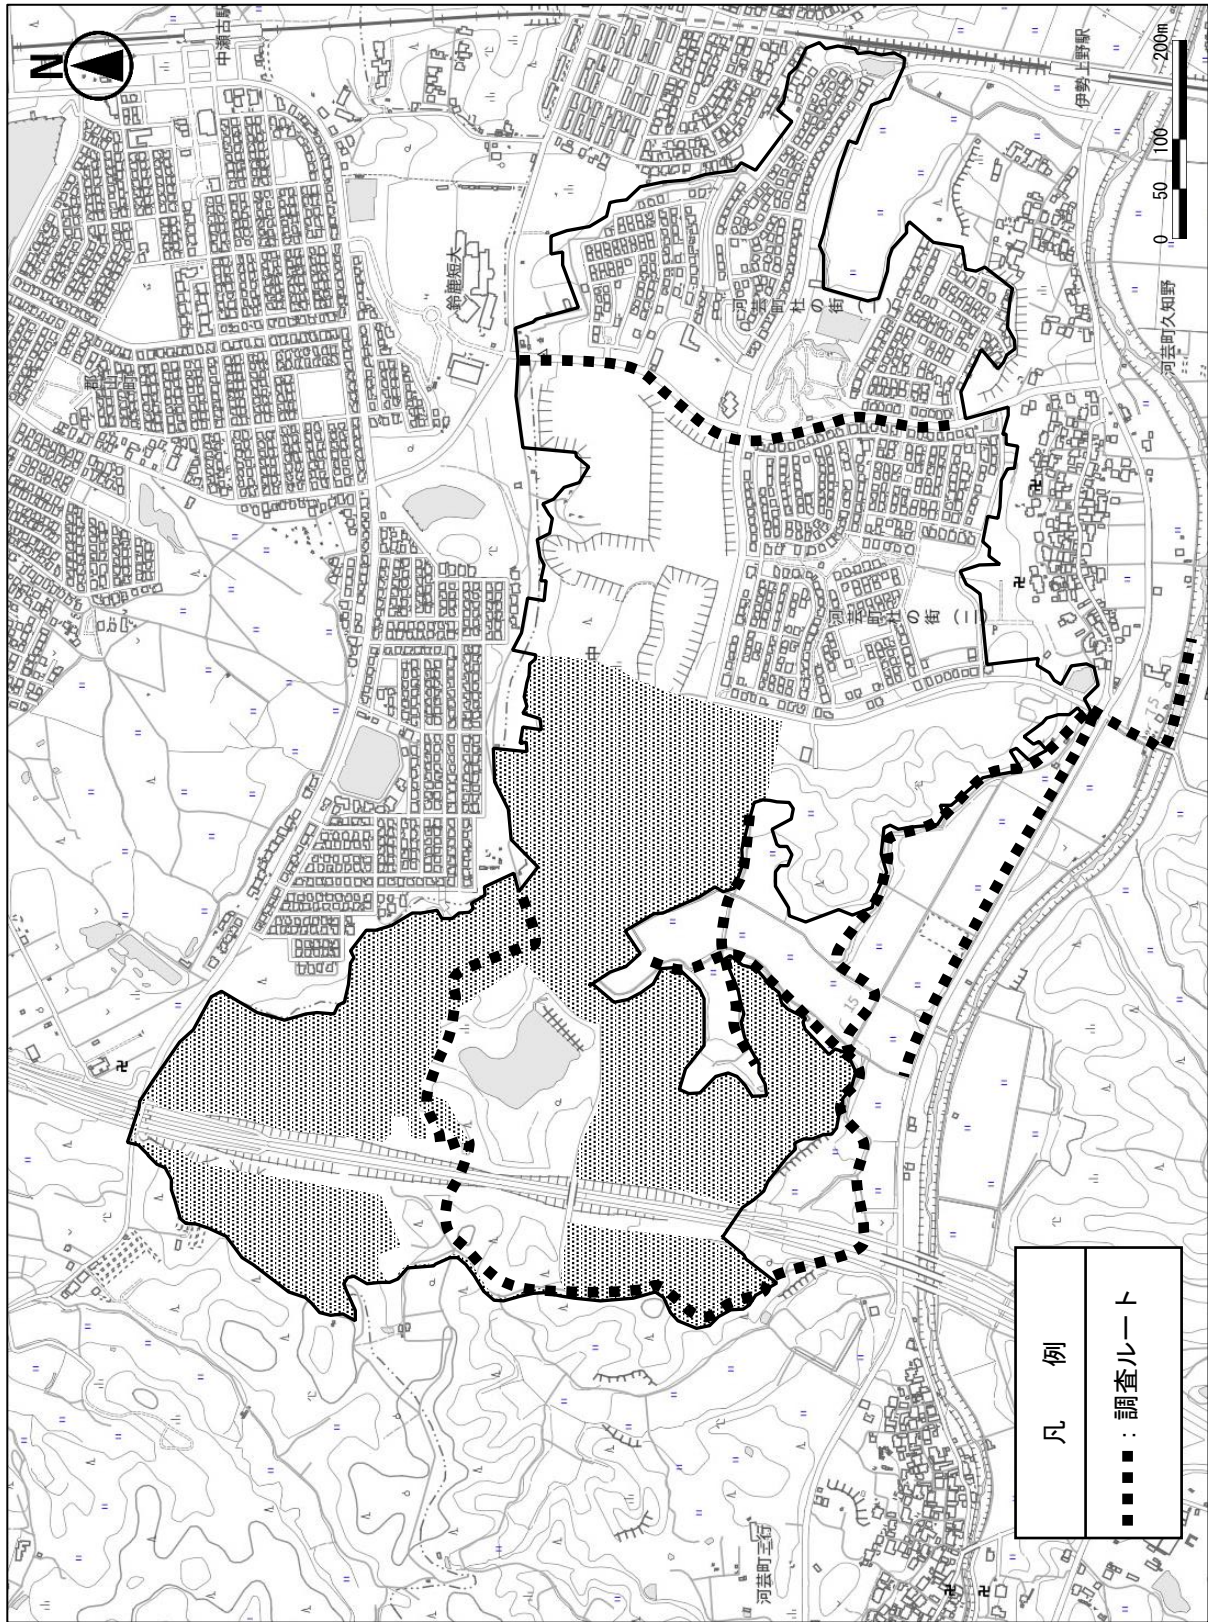 N
中瀬古駅
鈴鹿短大
伊勢上野駅
0 50 100 200m
河芸町杜の街（一）
河芸町久知野
河芸町杜の街（二）
中
河芸町三行
凡　例
：調査ルート